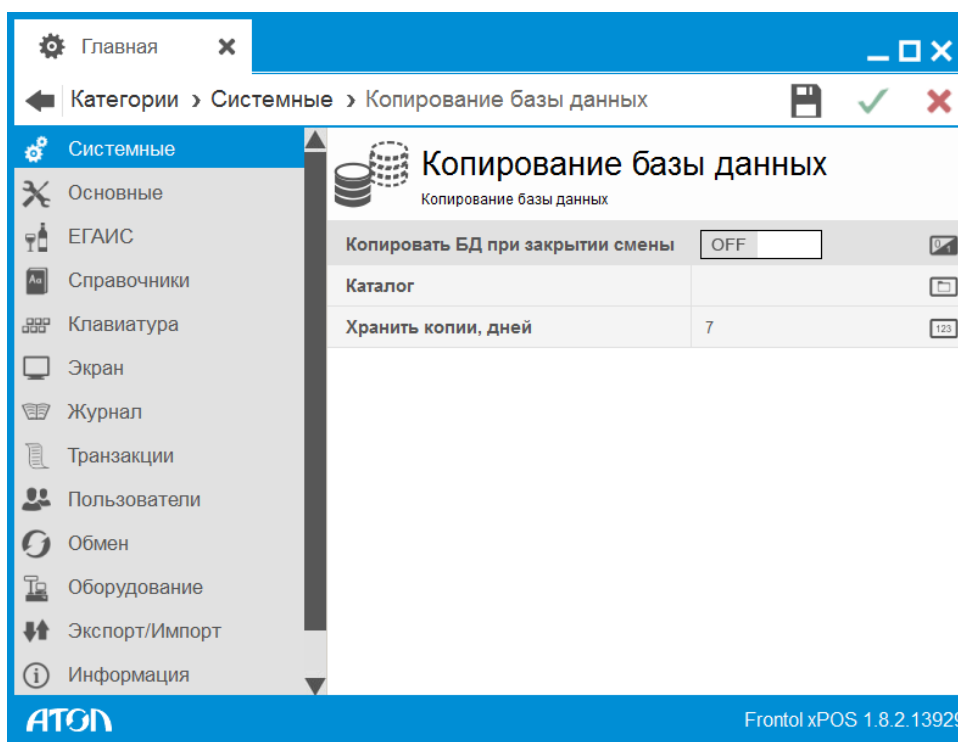 Главная
Категории › Системные › Копирование базы данных
Системные
Основные
ЕГАИС
Справочники
Клавиатура
Экран
Журнал
Транзакции
Пользователи
Обмен
Оборудование
Экспорт/Импорт
Информация
Копирование базы данных
Копирование базы данных
Копировать БД при закрытии смены OFF
Каталог
Хранить копии, дней 7 123
ATOL
Frontol xPOS 1.8.2.13929